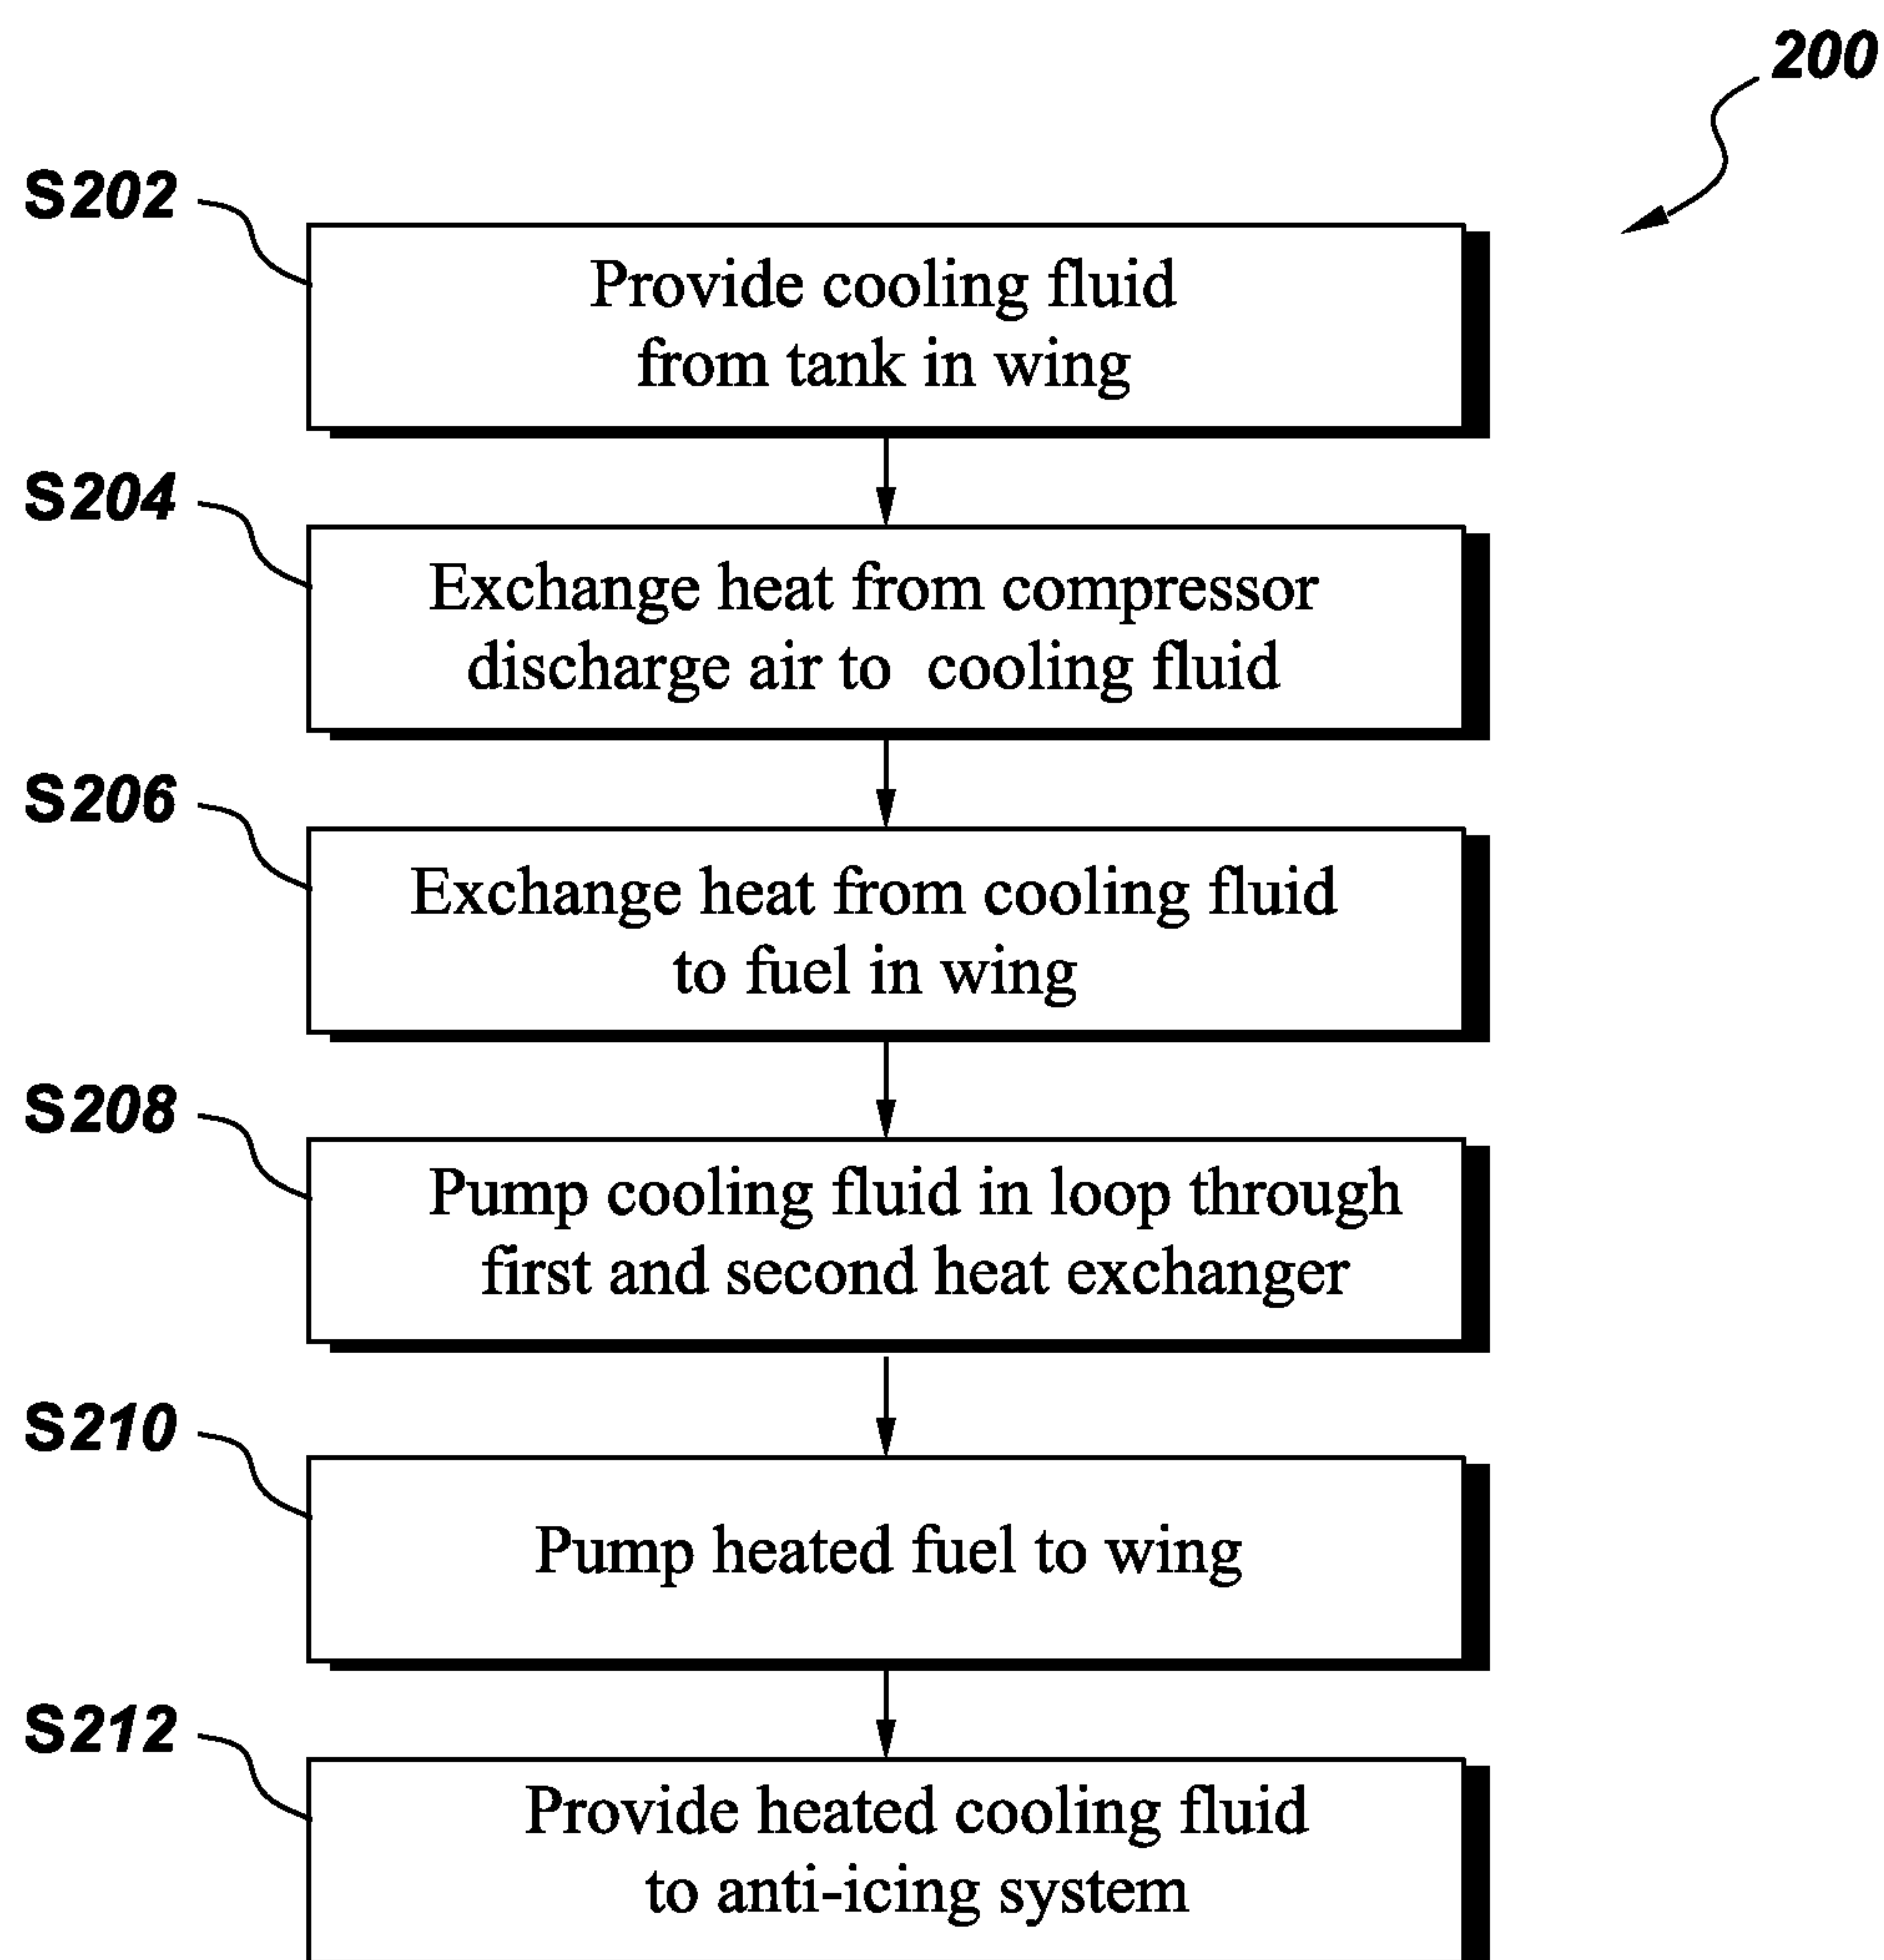 200
S202
Provide cooling fluid
from tank in wing
S204
Exchange heat from compressor
discharge air to cooling fluid
S206
Exchange heat from cooling fluid
to fuel in wing
S208
Pump cooling fluid in loop through
first and second heat exchanger
S210
Pump heated fuel to wing
S212
Provide heated cooling fluid
to anti-icing system